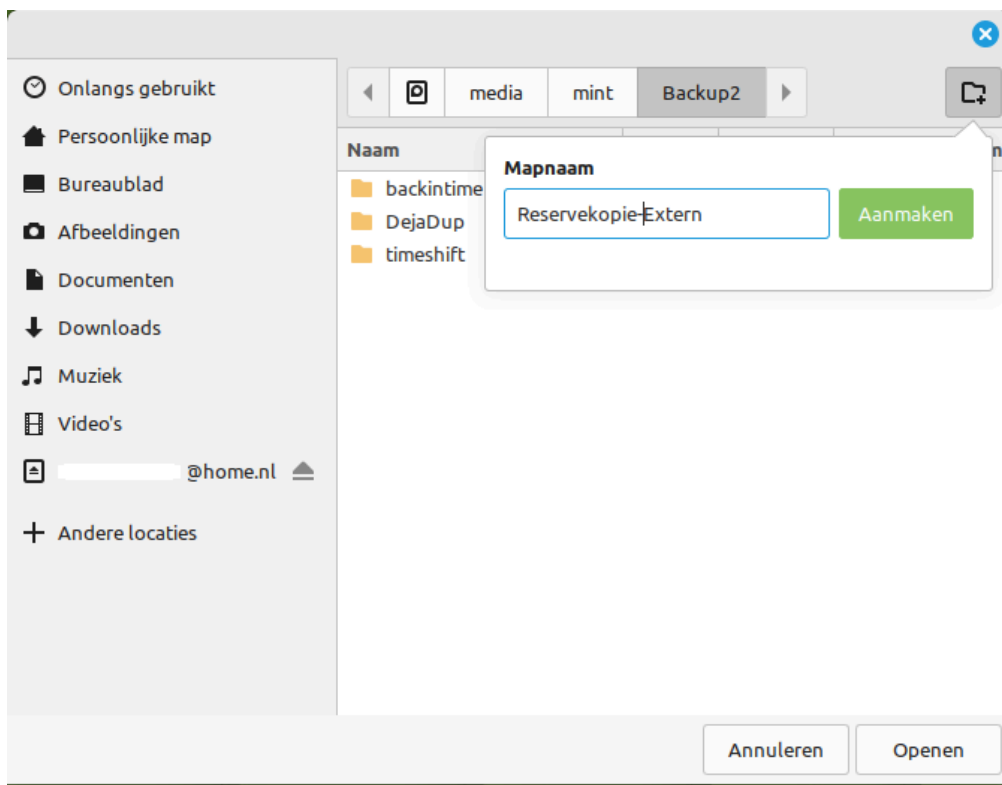 Onlangs gebruikt
Persoonlijke map
Bureaublad
Afbeeldingen
Documenten
Downloads
Muziek
Video's
@home.nl
Andere locaties
media mint Backup2
Naam
backintime
DejaDup
timeshift
Mapnaam
Reservekopie-Extern Aanmaken
Annuleren Openen